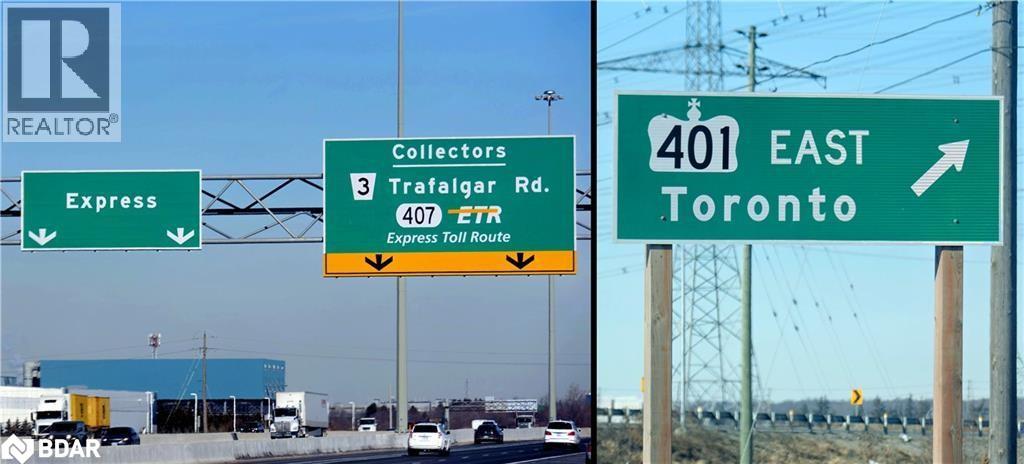 R
REALTOR®
Express
Collectors
3 Trafalgar Rd.
407 ETR
Express Toll Route
401 EAST
Toronto
BDAR